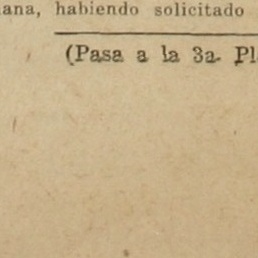 ana, habiendo solicitado
(Pasa a la 3a. Pl